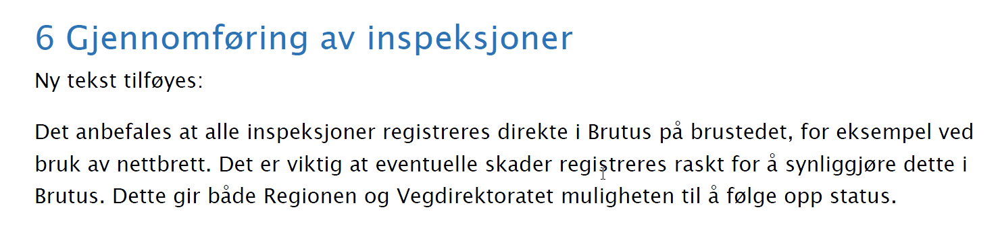 6 Gjennomføring av inspeksjoner
Ny tekst tilføyes:
Det anbefales at alle inspeksjoner registreres direkte i Brutus på brustedet, for eksempel ved
bruk av nettbrett. Det er viktig at eventuelle skader registreres raskt for å synliggjøre dette i
Brutus. Dette gir både Regionen og Vegdirektoratet muligheten til å følge opp status.